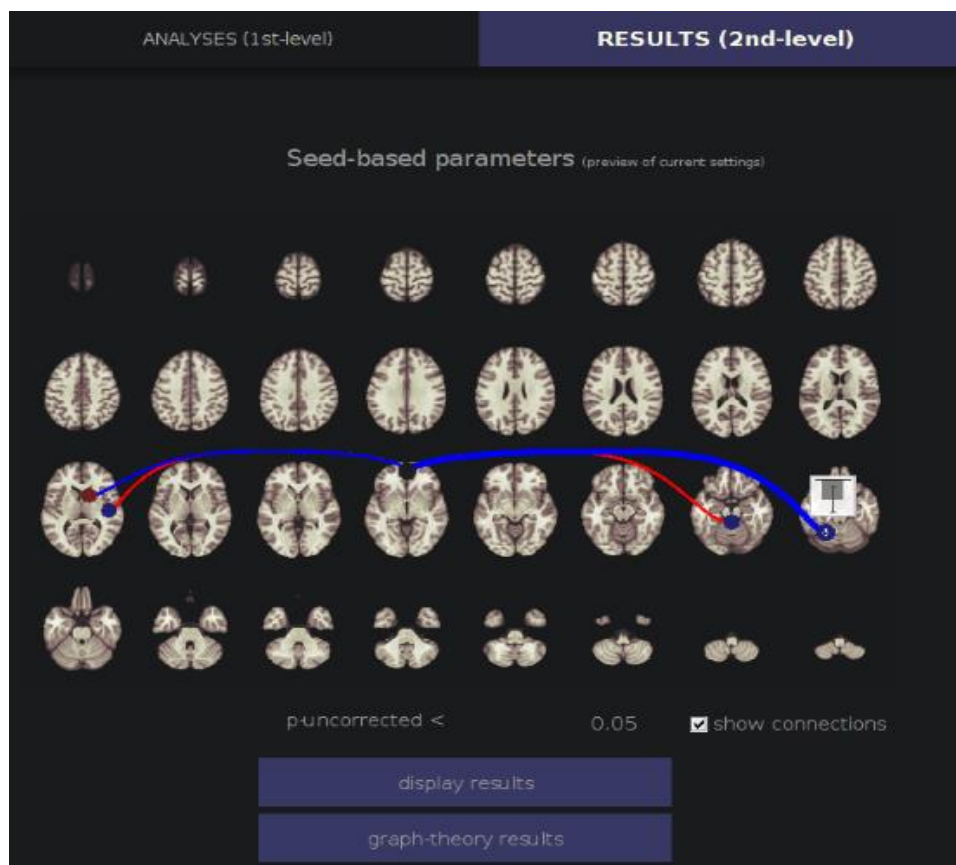 ANALYSES (1st-level)
RESULTS (2nd-level)
Seed-based parameters (preview of current settings)
p-uncorrected < 0.05 show connections
display results
graph-theory results